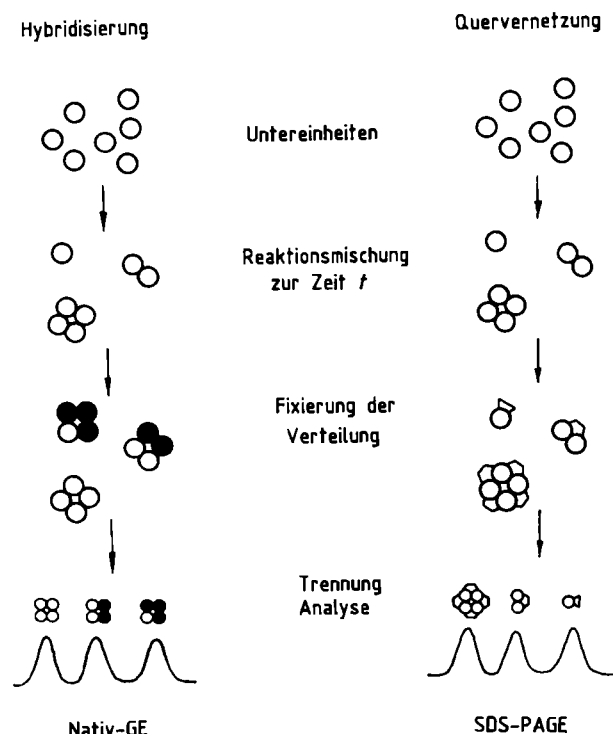 Hybridisierung
Quervernetzung
Untereinheiten
Reaktionsmischung
zur Zeit t
Fixierung der
Verteilung
Trennung
Analyse
Nativ-GE
SDS-PAGE